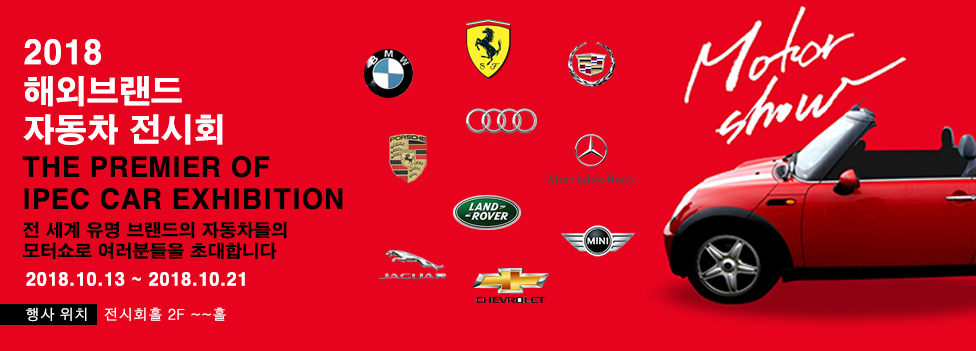 2018
해외브랜드
자동차 전시회
THE PREMIER OF
IPEC CAR EXHIBITION
전 세계 유명 브랜드의 자동차들의
모터쇼로 여러분들을 초대합니다
2018.10.13 ~ 2018.10.21
행사 위치 전시회홀 2F ~~홀
BMW
S F
PORSCHE
Mercedes-Benz
LAND-
ROVER
MINI
JAGUAR
CHEVROLET
Motor
show